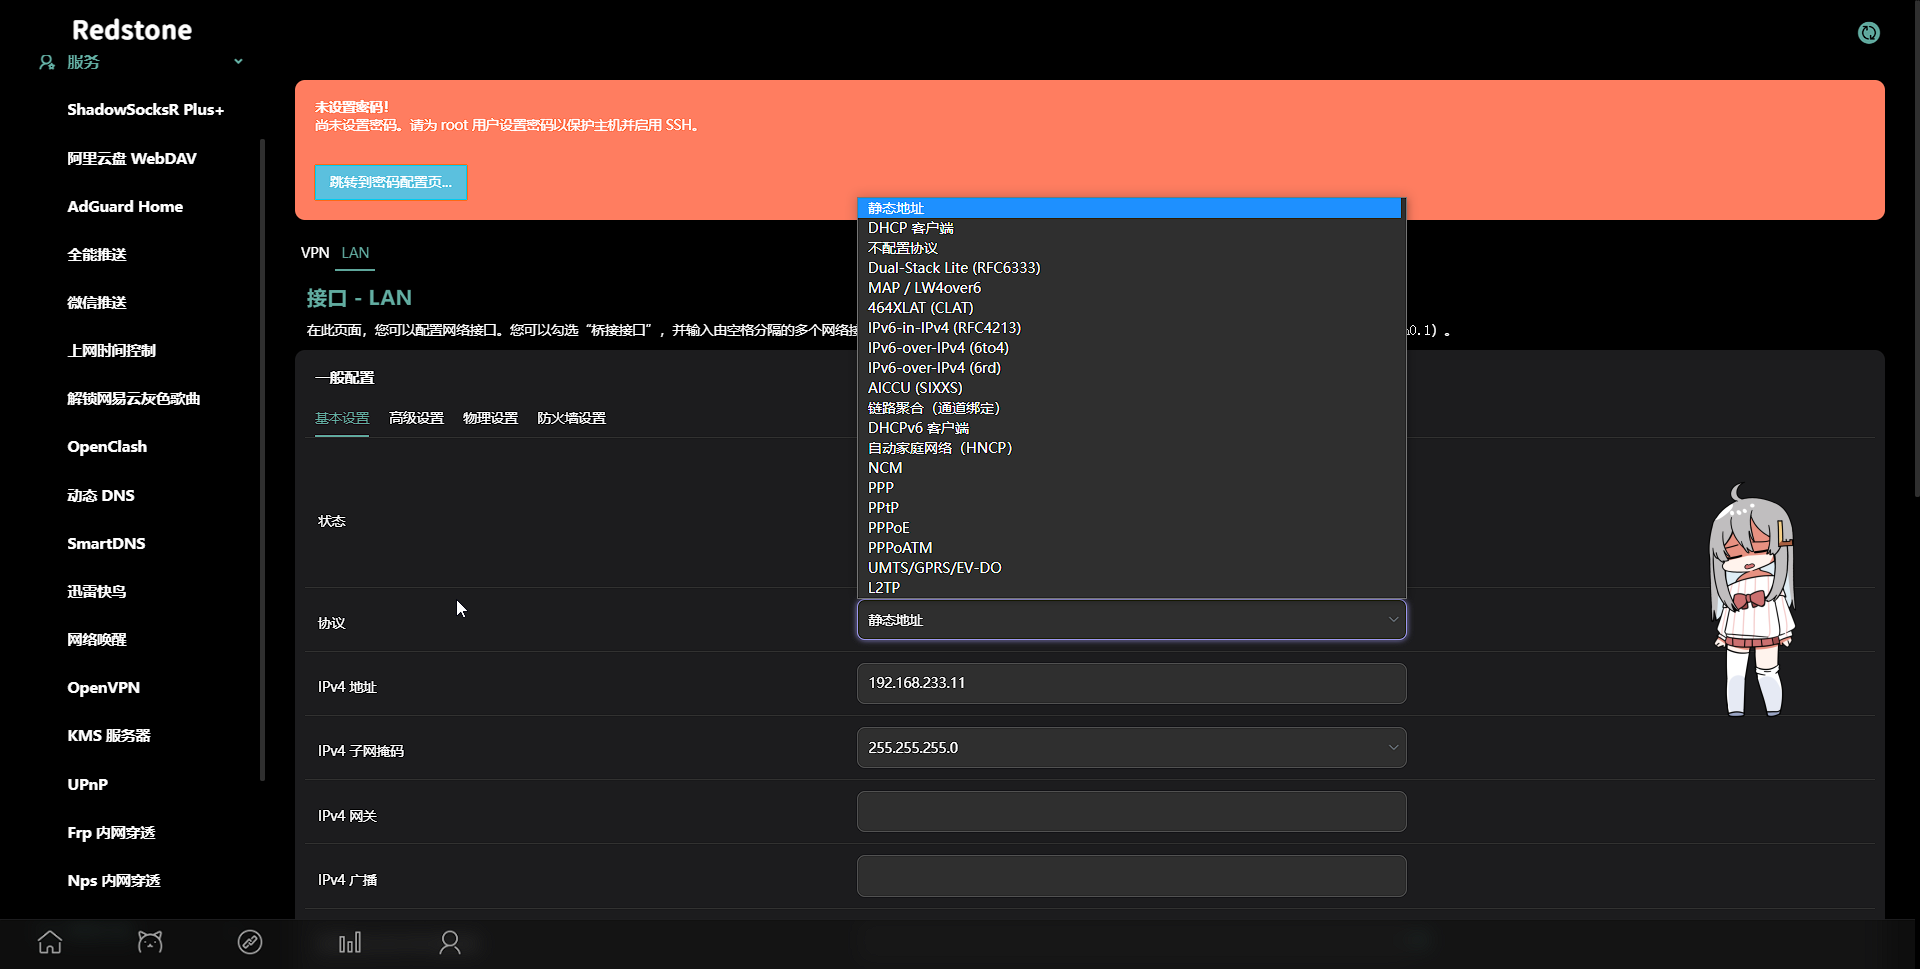 Redstone
服务
ShadowSocksR Plus+
阿里云盘 WebDAV
AdGuard Home
全能推送
微信推送
上网时间控制
解锁网易云灰色歌曲
OpenClash
动态 DNS
SmartDNS
迅雷快鸟
网络唤醒
OpenVPN
KMS 服务器
UPnP
Frp 内网穿透
Nps 内网穿透
未设置密码!
尚未设置密码。请为 root 用户设置密码以保护主机并启用 SSH。
跳转到密码配置页...
VPN LAN
接口 - LAN
在此页面，您可以配置网络接口。您可以勾选“桥接接口”，并输入由空格分隔的多个网络接 0.1）。
一般配置
基本设置 高级设置 物理设置 防火墙设置
状态
静态地址
DHCP 客户端
不配置协议
Dual-Stack Lite (RFC6333)
MAP / LW4over6
464XLAT (CLAT)
IPv6-in-IPv4 (RFC4213)
IPv6-over-IPv4 (6to4)
IPv6-over-IPv4 (6rd)
AICCU (SIXXS)
链路聚合（通道绑定）
DHCPv6 客户端
自动家庭网络（HNCP）
NCM
PPP
PPtP
PPPoE
PPPoATM
UMTS/GPRS/EV-DO
L2TP
协议 静态地址
IPv4 地址 192.168.233.11
IPv4 子网掩码 255.255.255.0
IPv4 网关
IPv4 广播